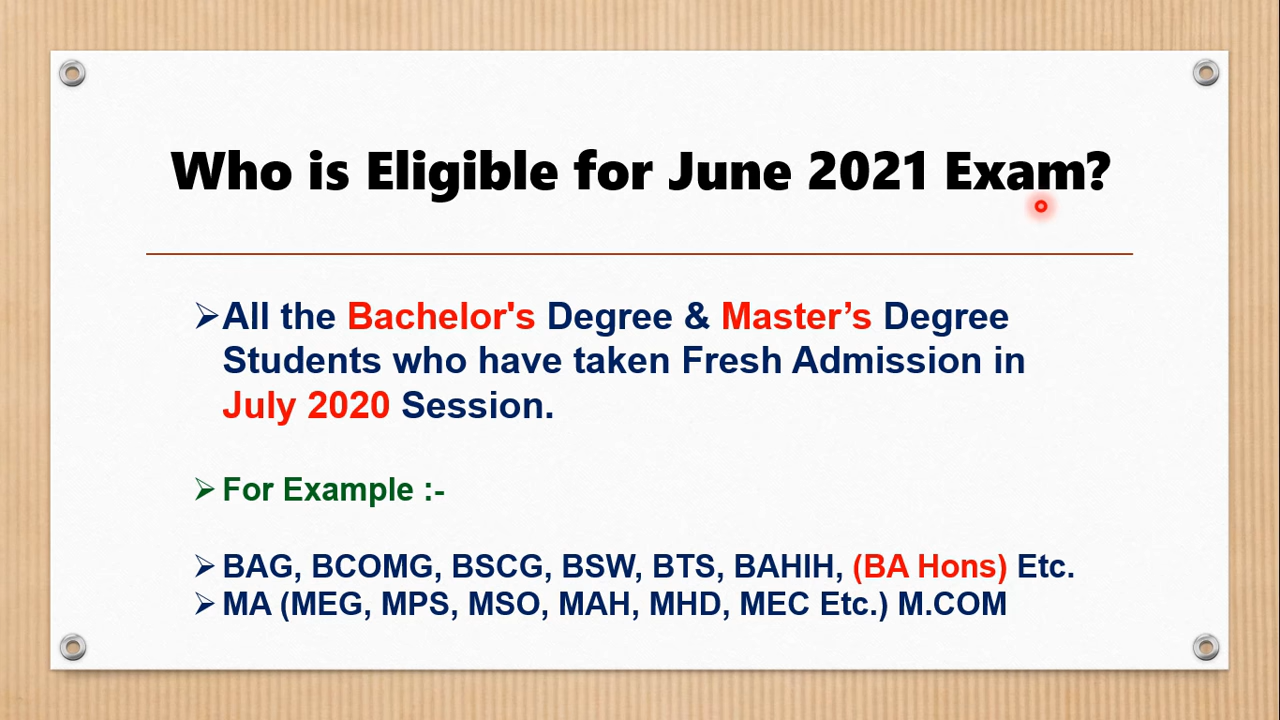 Who is Eligible for June 2021 Exam?
➢All the Bachelor's Degree & Master’s Degree
Students who have taken Fresh Admission in
July 2020 Session.
➢For Example :-
➢BAG, BCOMG, BSCG, BSW, BTS, BAHIH, (BA Hons) Etc.
➢MA (MEG, MPS, MSO, MAH, MHD, MEC Etc.) M.COM